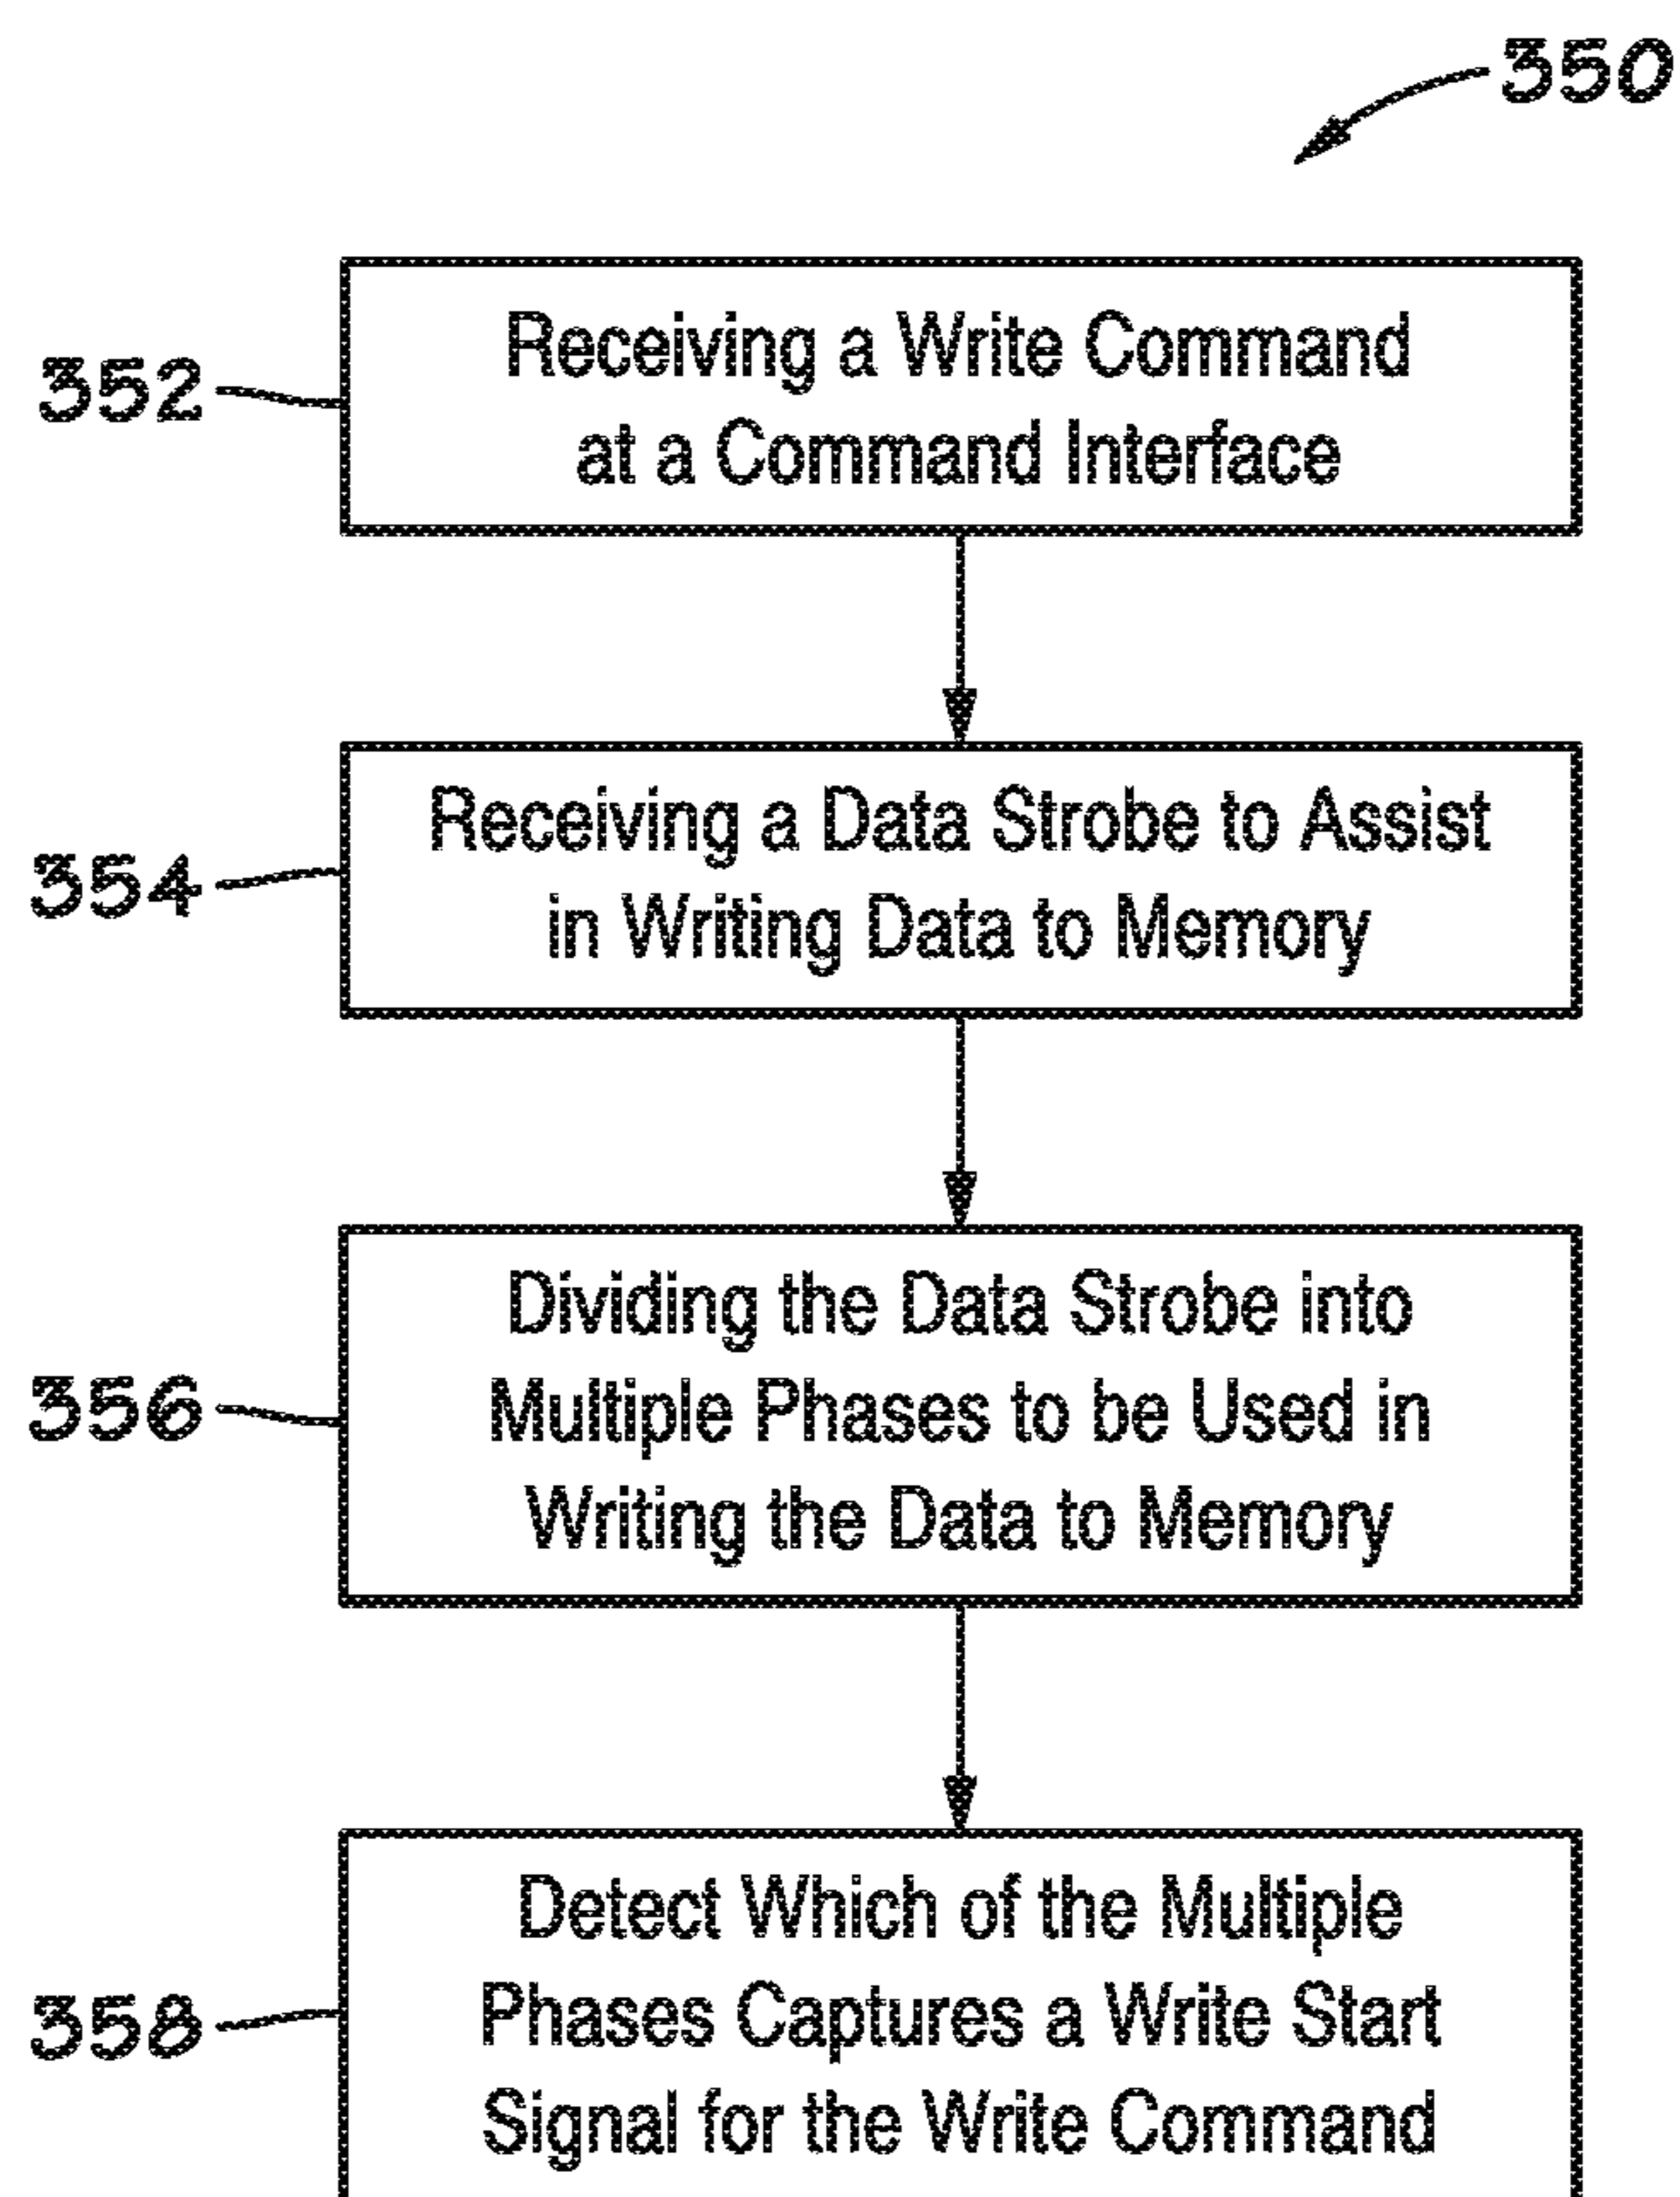 350
352
Receiving a Write Command
at a Command Interface
354
Receiving a Data Strobe to Assist
in Writing Data to Memory
356
Dividing the Data Strobe into
Multiple Phases to be Used in
Writing the Data to Memory
358
Detect Which of the Multiple
Phases Captures a Write Start
Signal for the Write Command